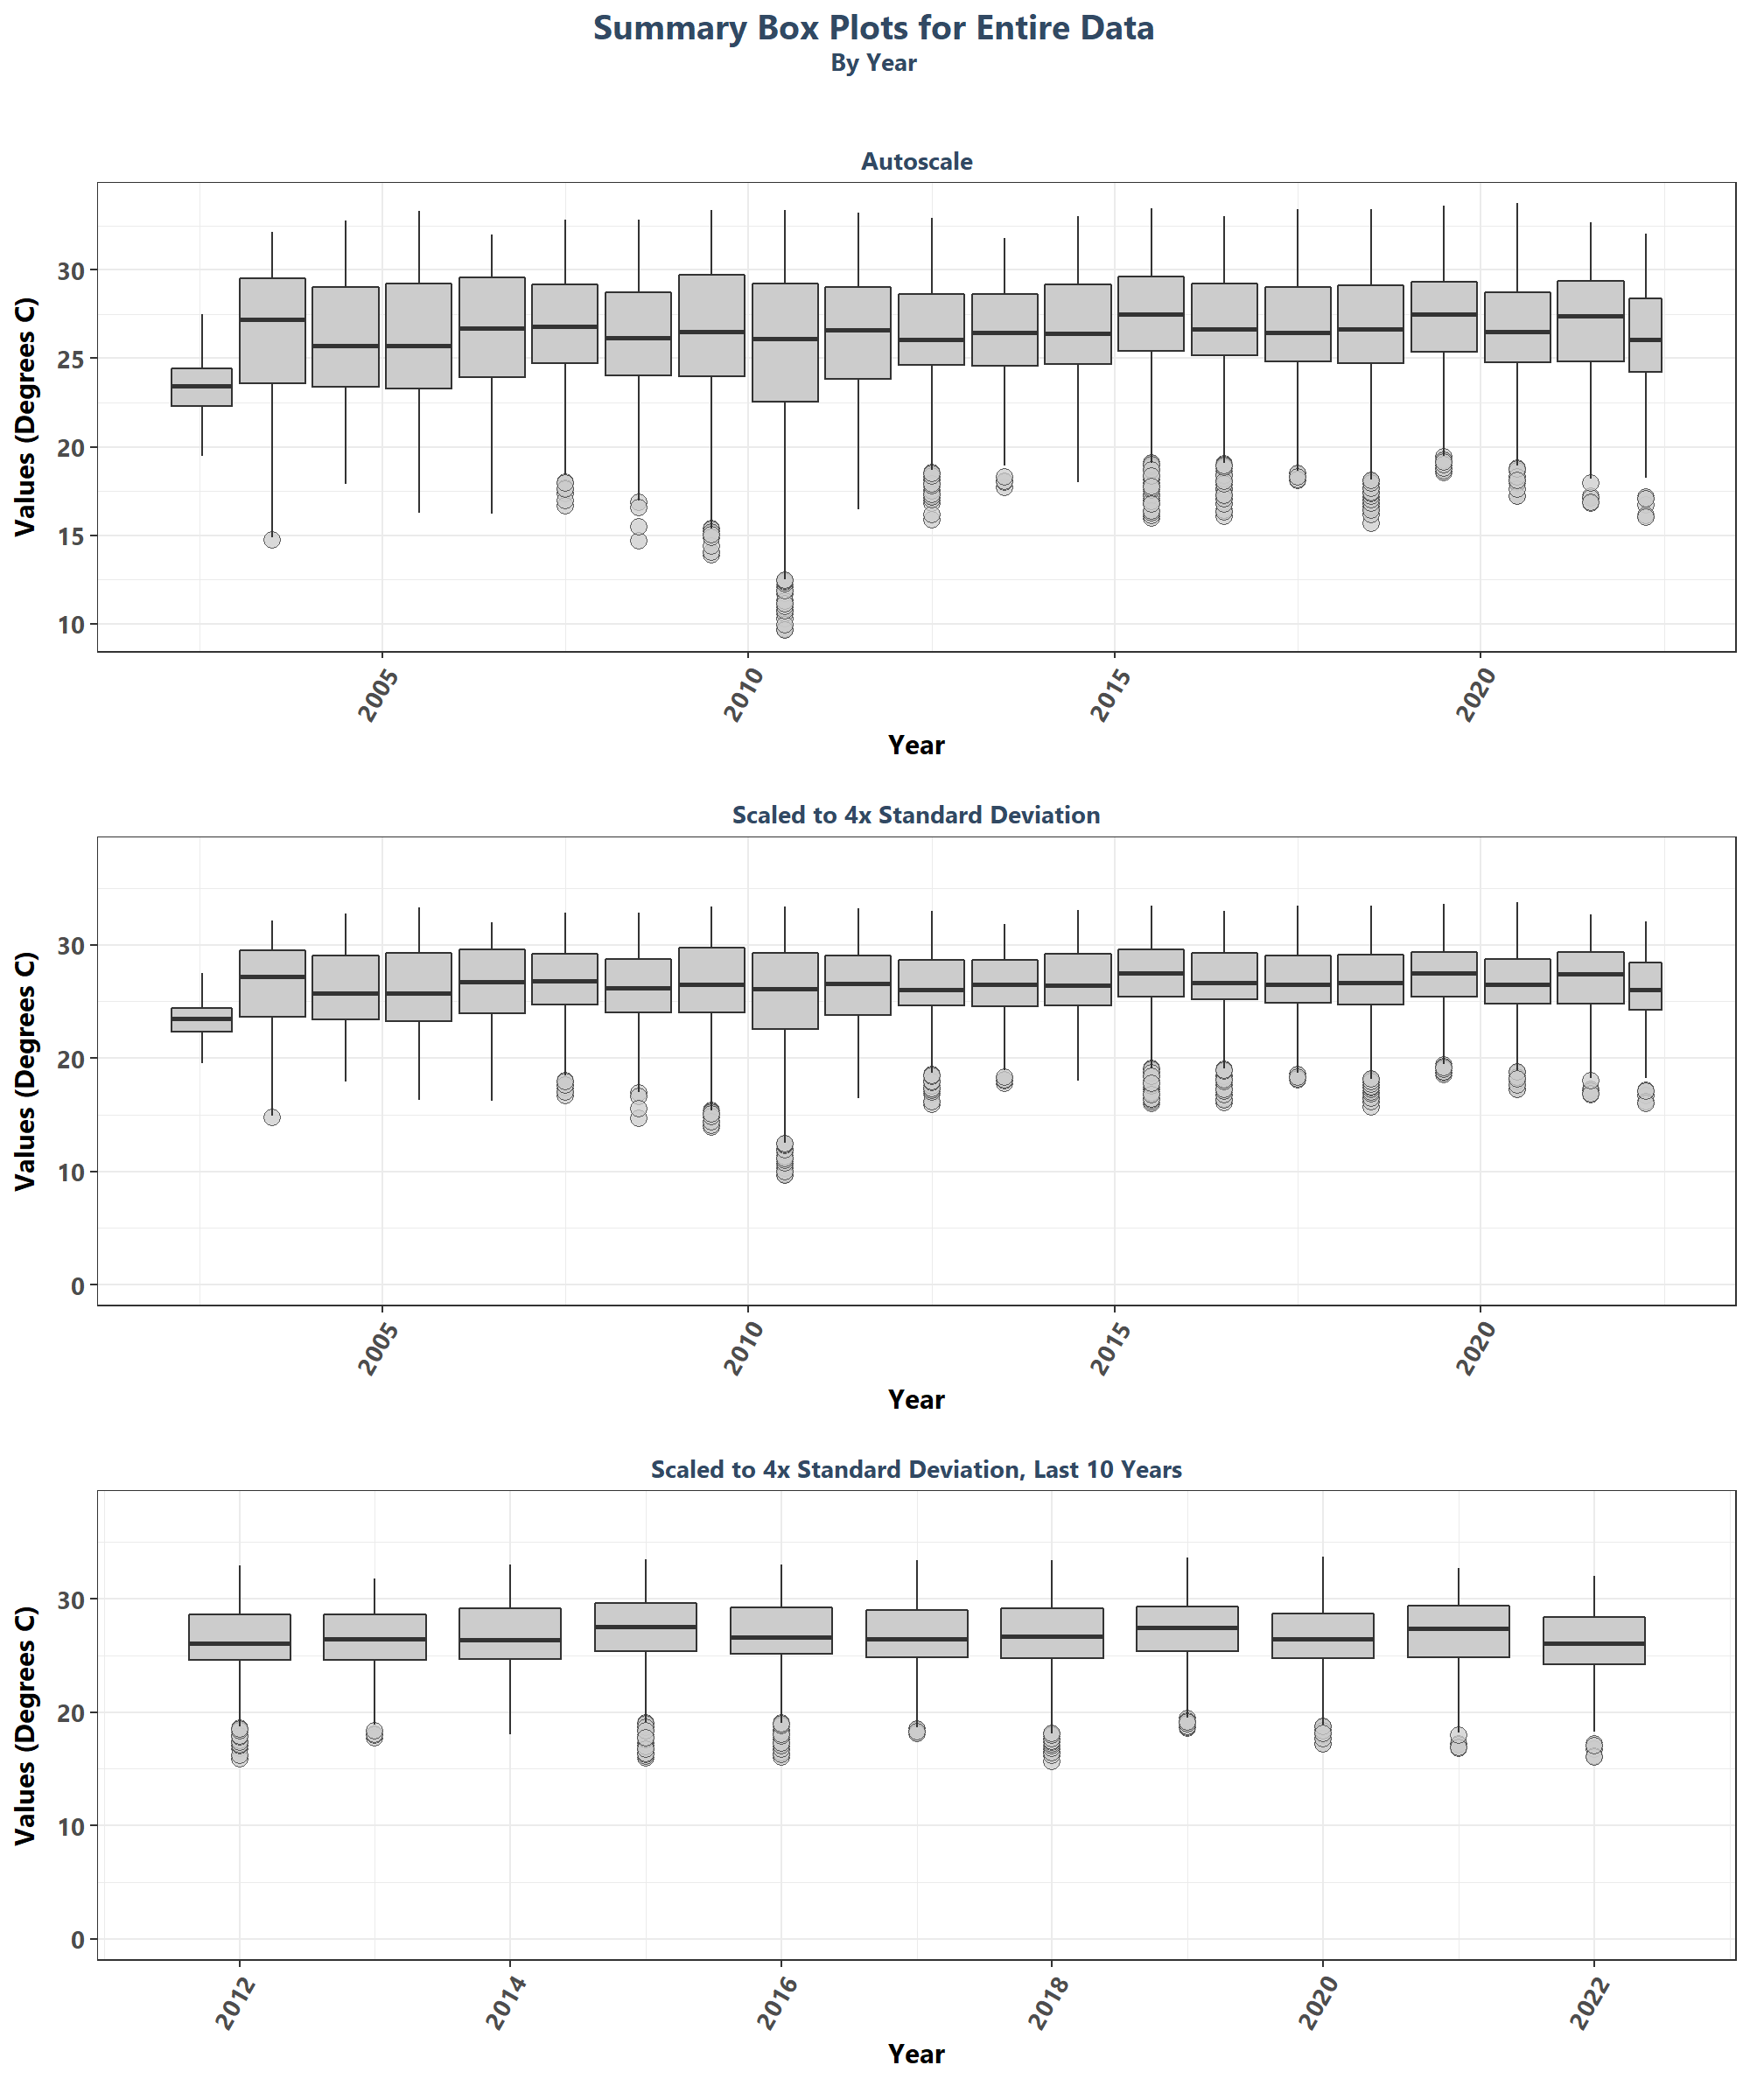 Summary Box Plots for Entire Data
By Year
Autoscale
Values (Degrees C)
30
25
20
15
10
2005
2010
2015
2020
Year
Scaled to 4x Standard Deviation
Values (Degrees C)
30
20
10
0
2005
2010
2015
2020
Year
Scaled to 4x Standard Deviation, Last 10 Years
Values (Degrees C)
30
20
10
0
2012
2014
2016
2018
2020
2022
Year